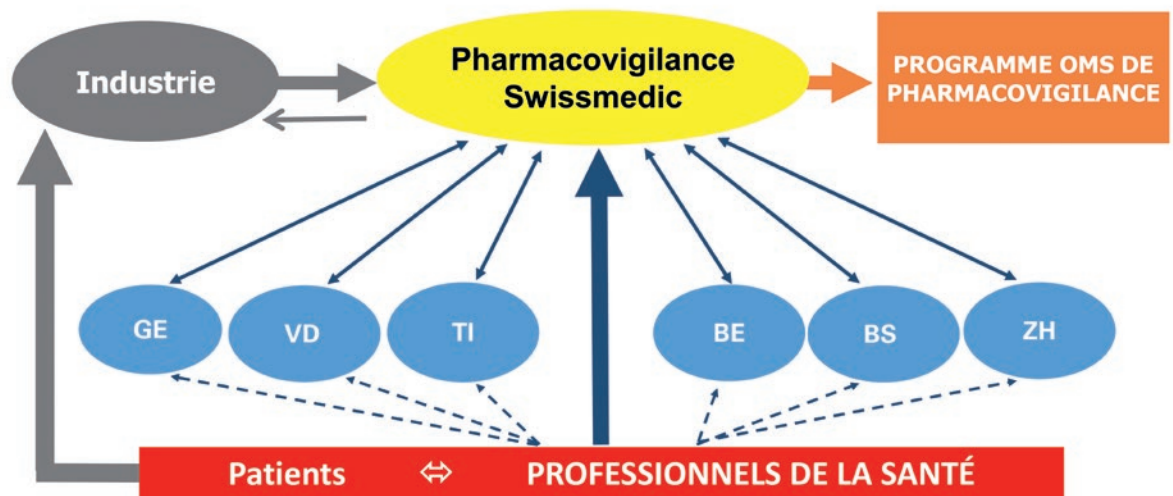 Industrie
Pharmacovigilance
Swissmedic
PROGRAMME OMS DE
PHARMACOVIGILANCE
GE
VD
TI
BE
BS
ZH
Patients ⬄ PROFESSIONNELS DE LA SANTÉ